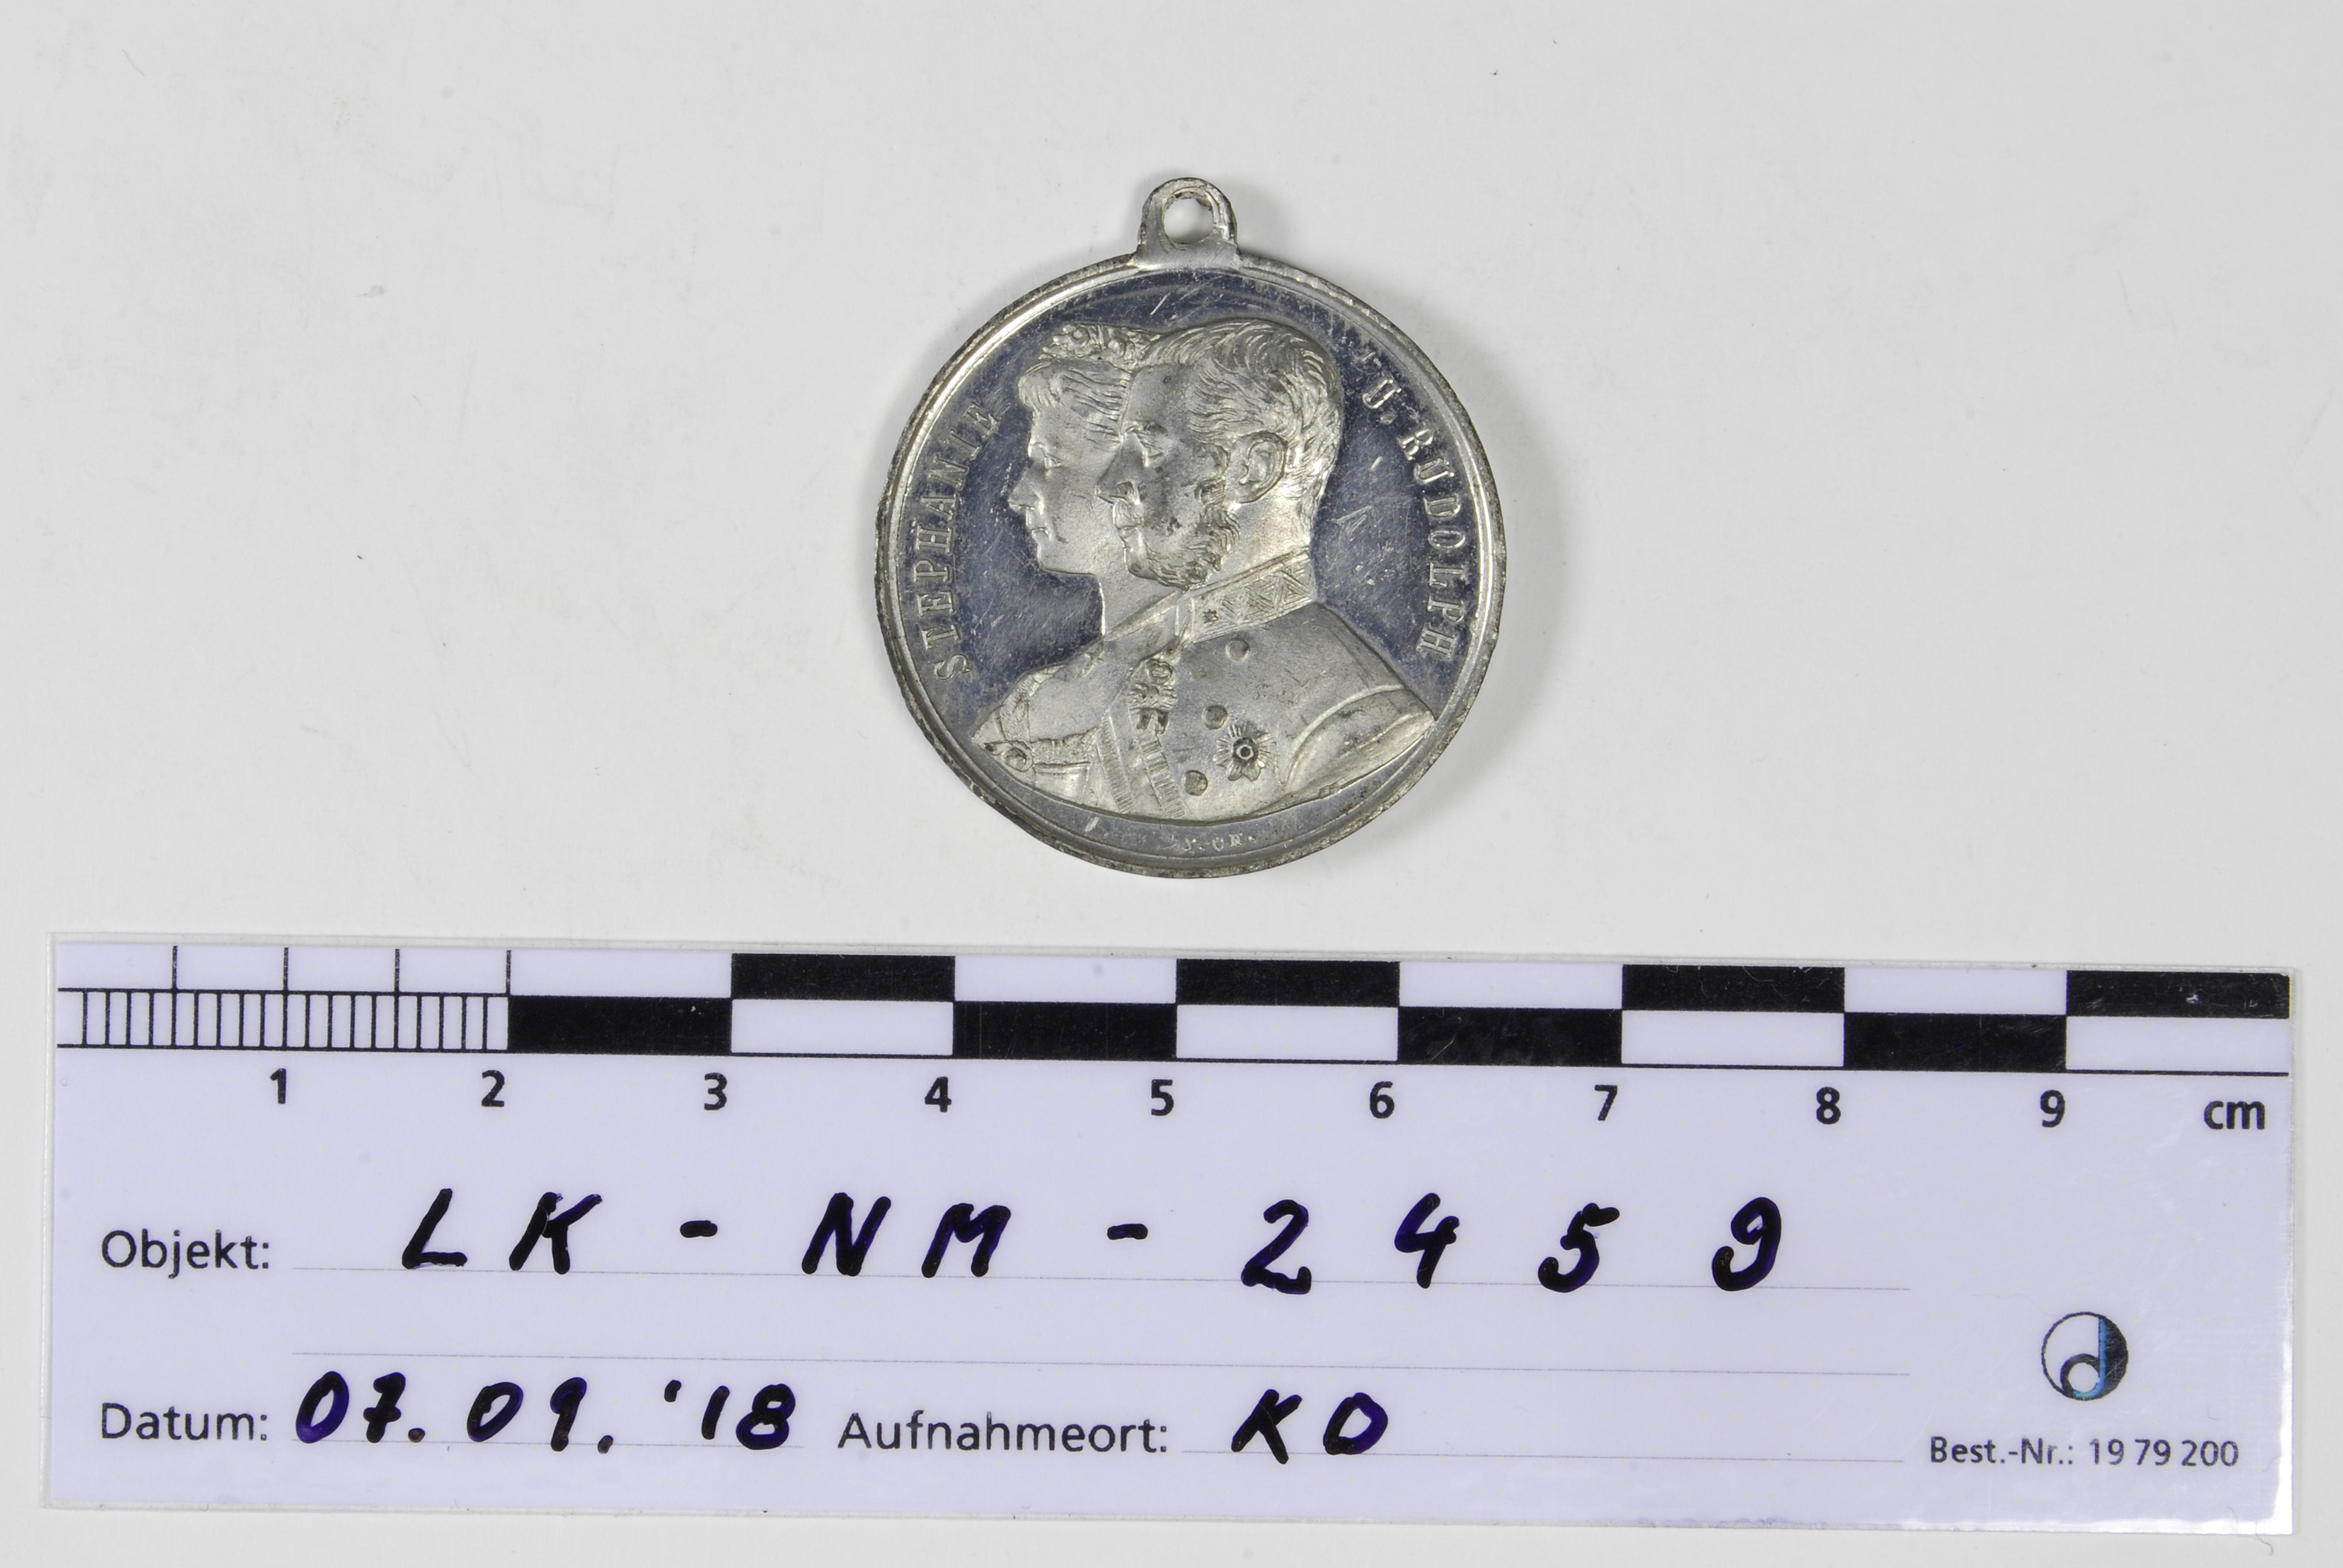 STEPHANIE U. RUDOLPH
1 2 3 4 5 6 7 8 9 cm
Objekt: LK - NM - 2459
Datum: 07.09.'18 Aufnahmeort: KO
Best.-Nr.: 19 79 200